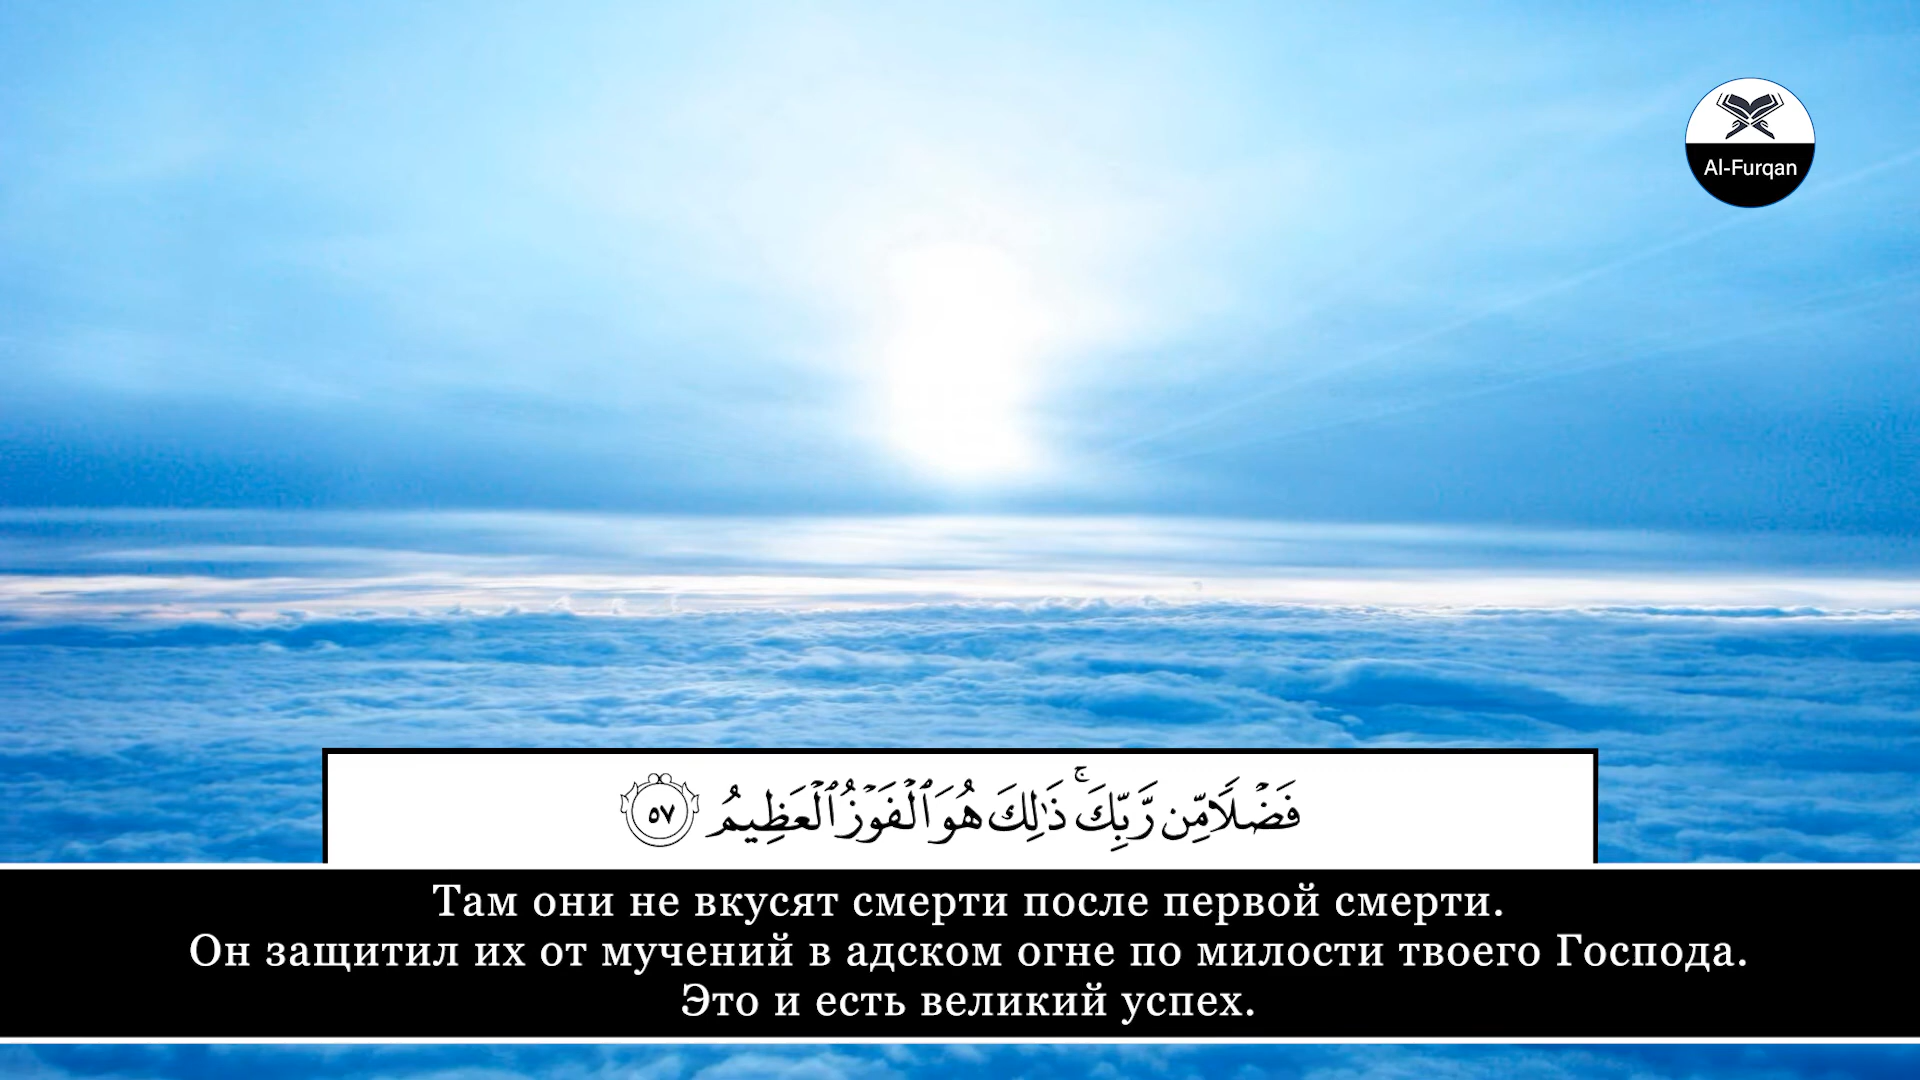 Al-Furqan
فَضْلًا مِّن رَّبِّكَ ۚ ذَٰلِكَ هُوَ ٱلْفَوْزُ ٱلْعَظِيمُ ٥٧
Там они не вкусят смерти после первой смерти.
Он защитил их от мучений в адском огне по милости твоего Господа.
Это и есть великий успех.